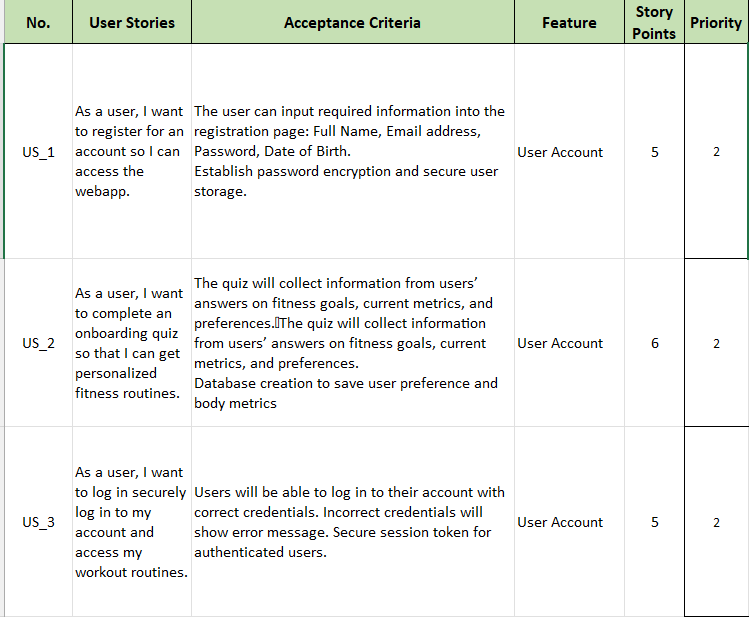 No.
User Stories
Acceptance Criteria
Feature
Story
Points
Priority
US_1
As a user, I want
to register for an
account so I can
access the
webapp.
The user can input required information into the
registration page: Full Name, Email address,
Password, Date of Birth.
Establish password encryption and secure user
storage.
User Account
5
2
US_2
As a user, I want
to complete an
onboarding quiz
so that I can get
personalized
fitness routines.
The quiz will collect information from users’
answers on fitness goals, current metrics, and
preferences.The quiz will collect information
from users’ answers on fitness goals, current
metrics, and preferences.
Database creation to save user preference and
body metrics
User Account
6
2
US_3
As a user, I want
to log in securely
log in to my
account and
access my
workout routines.
Users will be able to log in to their account with
correct credentials. Incorrect credentials will
show error message. Secure session token for
authenticated users.
User Account
5
2